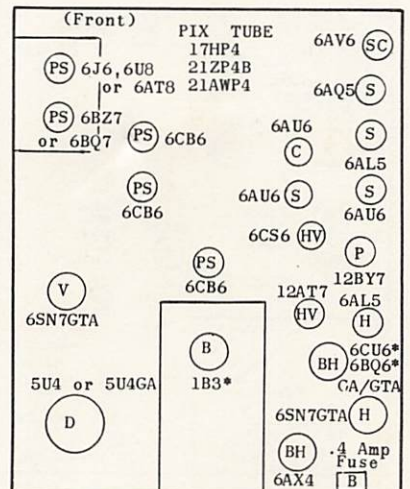 (Front)
PIX TUBE
17HP4
21ZP4B
21AWP4
6AV6 SC
PS 6J6,6U8
or 6AT8
6AQ5 S
PS 6BZ7
or 6BQ7
PS 6CB6
6AU6
C
S
6AL5
PS
6CB6
6AU6 S
S
6AU6
6CS6 HV
P
12BY7
PS
6CB6
V
6SN7GTA
12AT7
HV
6AL5
H
B
1B3*
BH 6CU6*
6BQ6*
GA/GTA
5U4 or 5U4GA
D
6SN7GTA H
BH
6AX4
.4 Amp
Fuse
B